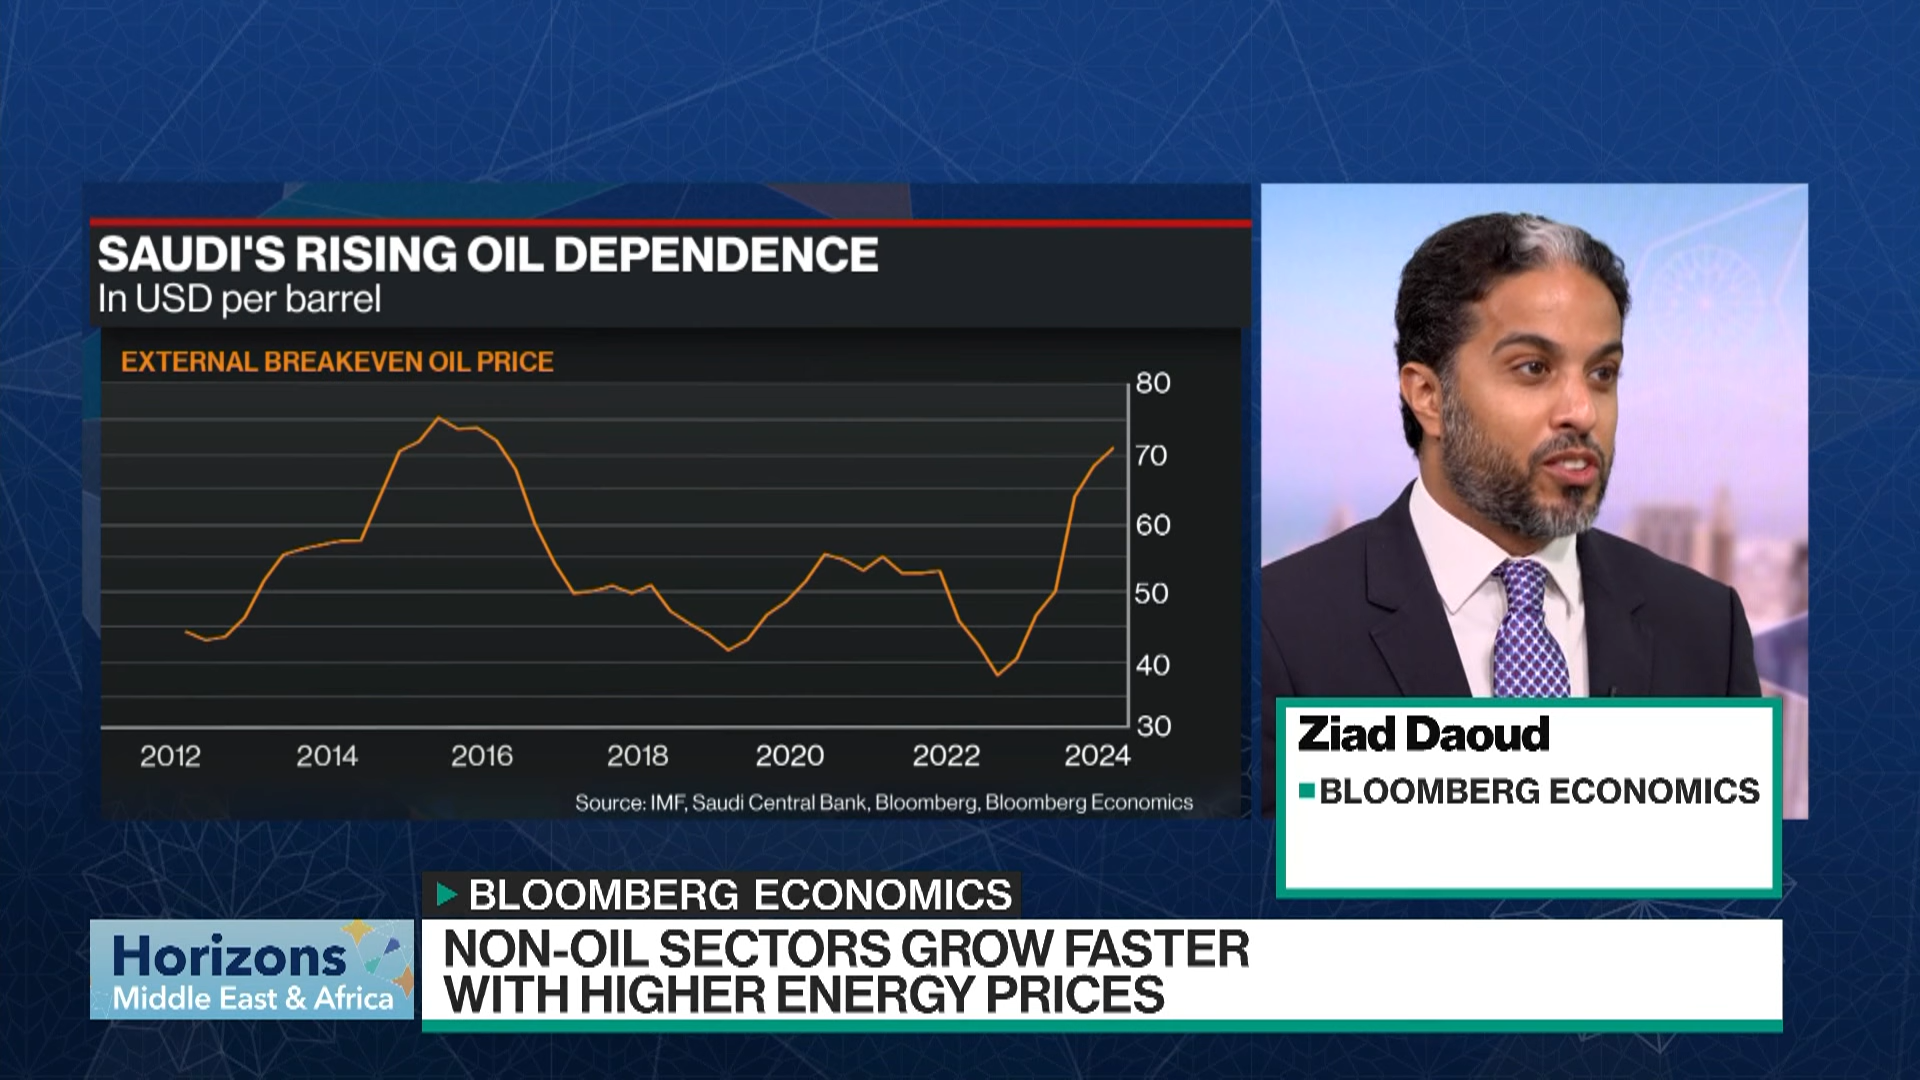 SAUDI'S RISING OIL DEPENDENCE
In USD per barrel
EXTERNAL BREAKEVEN OIL PRICE
80
70
60
50
40
30
2012 2014 2016 2018 2020 2022 2024
Source: IMF, Saudi Central Bank, Bloomberg, Bloomberg Economics
Ziad Daoud
BLOOMBERG ECONOMICS
BLOOMBERG ECONOMICS
Horizons
Middle East & Africa
NON-OIL SECTORS GROW FASTER
WITH HIGHER ENERGY PRICES